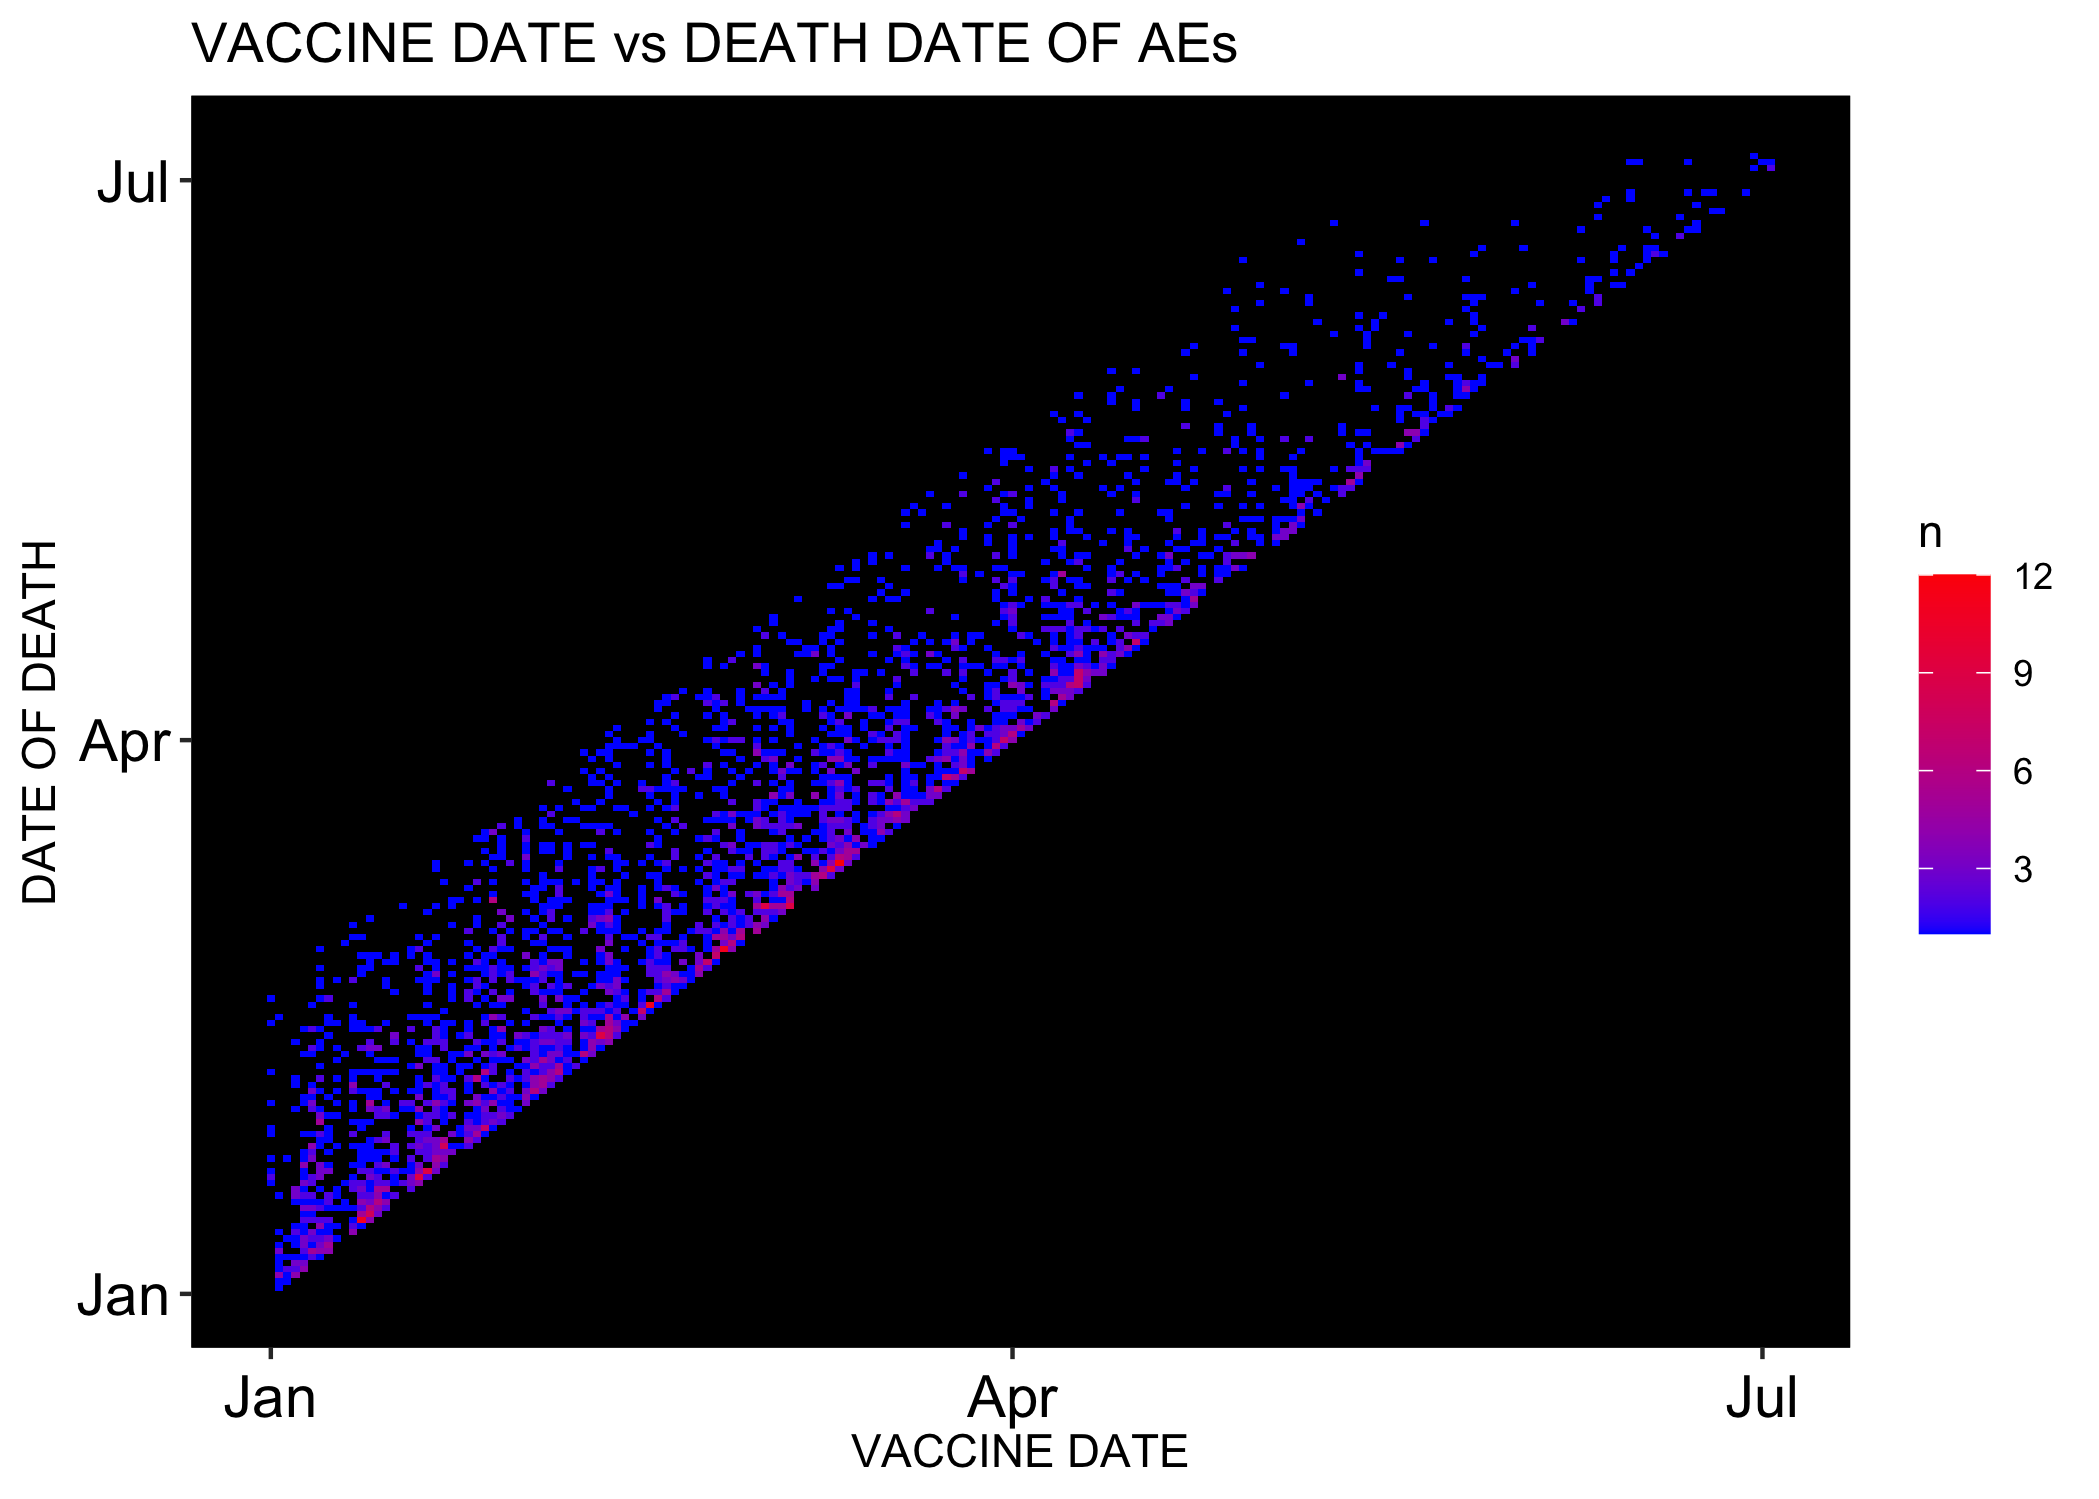 VACCINE DATE vs DEATH DATE OF AEs
DATE OF DEATH
Jul
Apr
Jan
Jan
Apr
Jul
VACCINE DATE
n
12
9
6
3